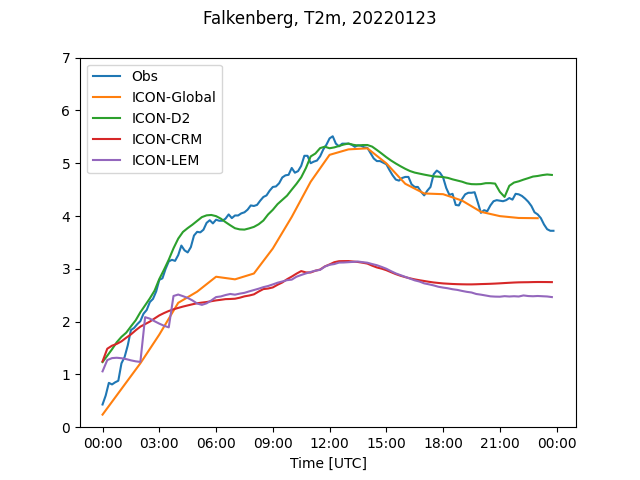 Falkenberg, T2m, 20220123
7
6
5
4
3
2
1
0
Obs
ICON-Global
ICON-D2
ICON-CRM
ICON-LEM
00:00 03:00 06:00 09:00 12:00 15:00 18:00 21:00 00:00
Time [UTC]